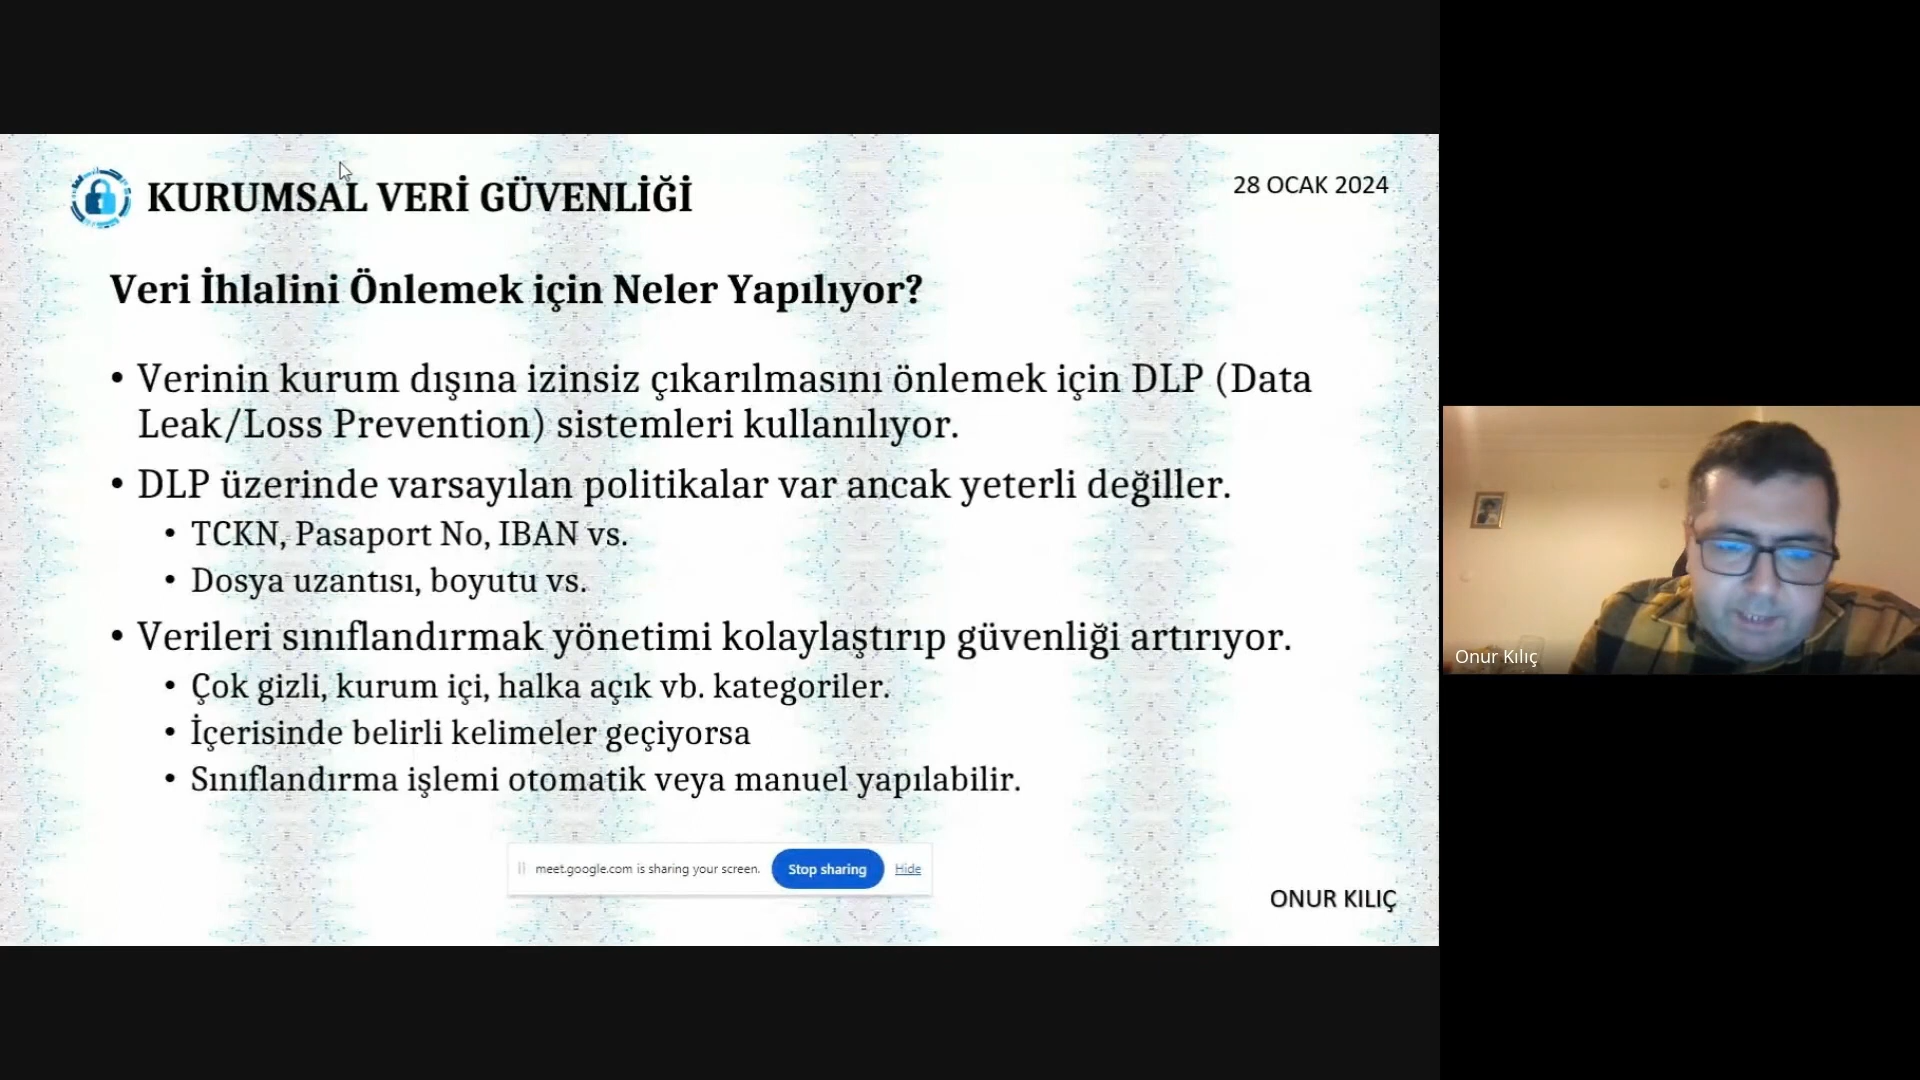 KURUMSAL VERİ GÜVENLİĞİ
28 OCAK 2024
Veri İhlalini Önlemek için Neler Yapılıyor?
• Verinin kurum dışına izinsiz çıkarılmasını önlemek için DLP (Data
Leak/Loss Prevention) sistemleri kullanılıyor.
• DLP üzerinde varsayılan politikalar var ancak yeterli değiller.
• TCKN, Pasaport No, IBAN vs.
• Dosya uzantısı, boyutu vs.
• Verileri sınıflandırmak yönetimi kolaylaştırıp güvenliği artırıyor.
• Çok gizli, kurum içi, halka açık vb. kategoriler.
• İçerisinde belirli kelimeler geçiyorsa
• Sınıflandırma işlemi otomatik veya manuel yapılabilir.
meet.google.com is sharing your screen. Stop sharing Hide
ONUR KILIÇ
Onur Kılıç